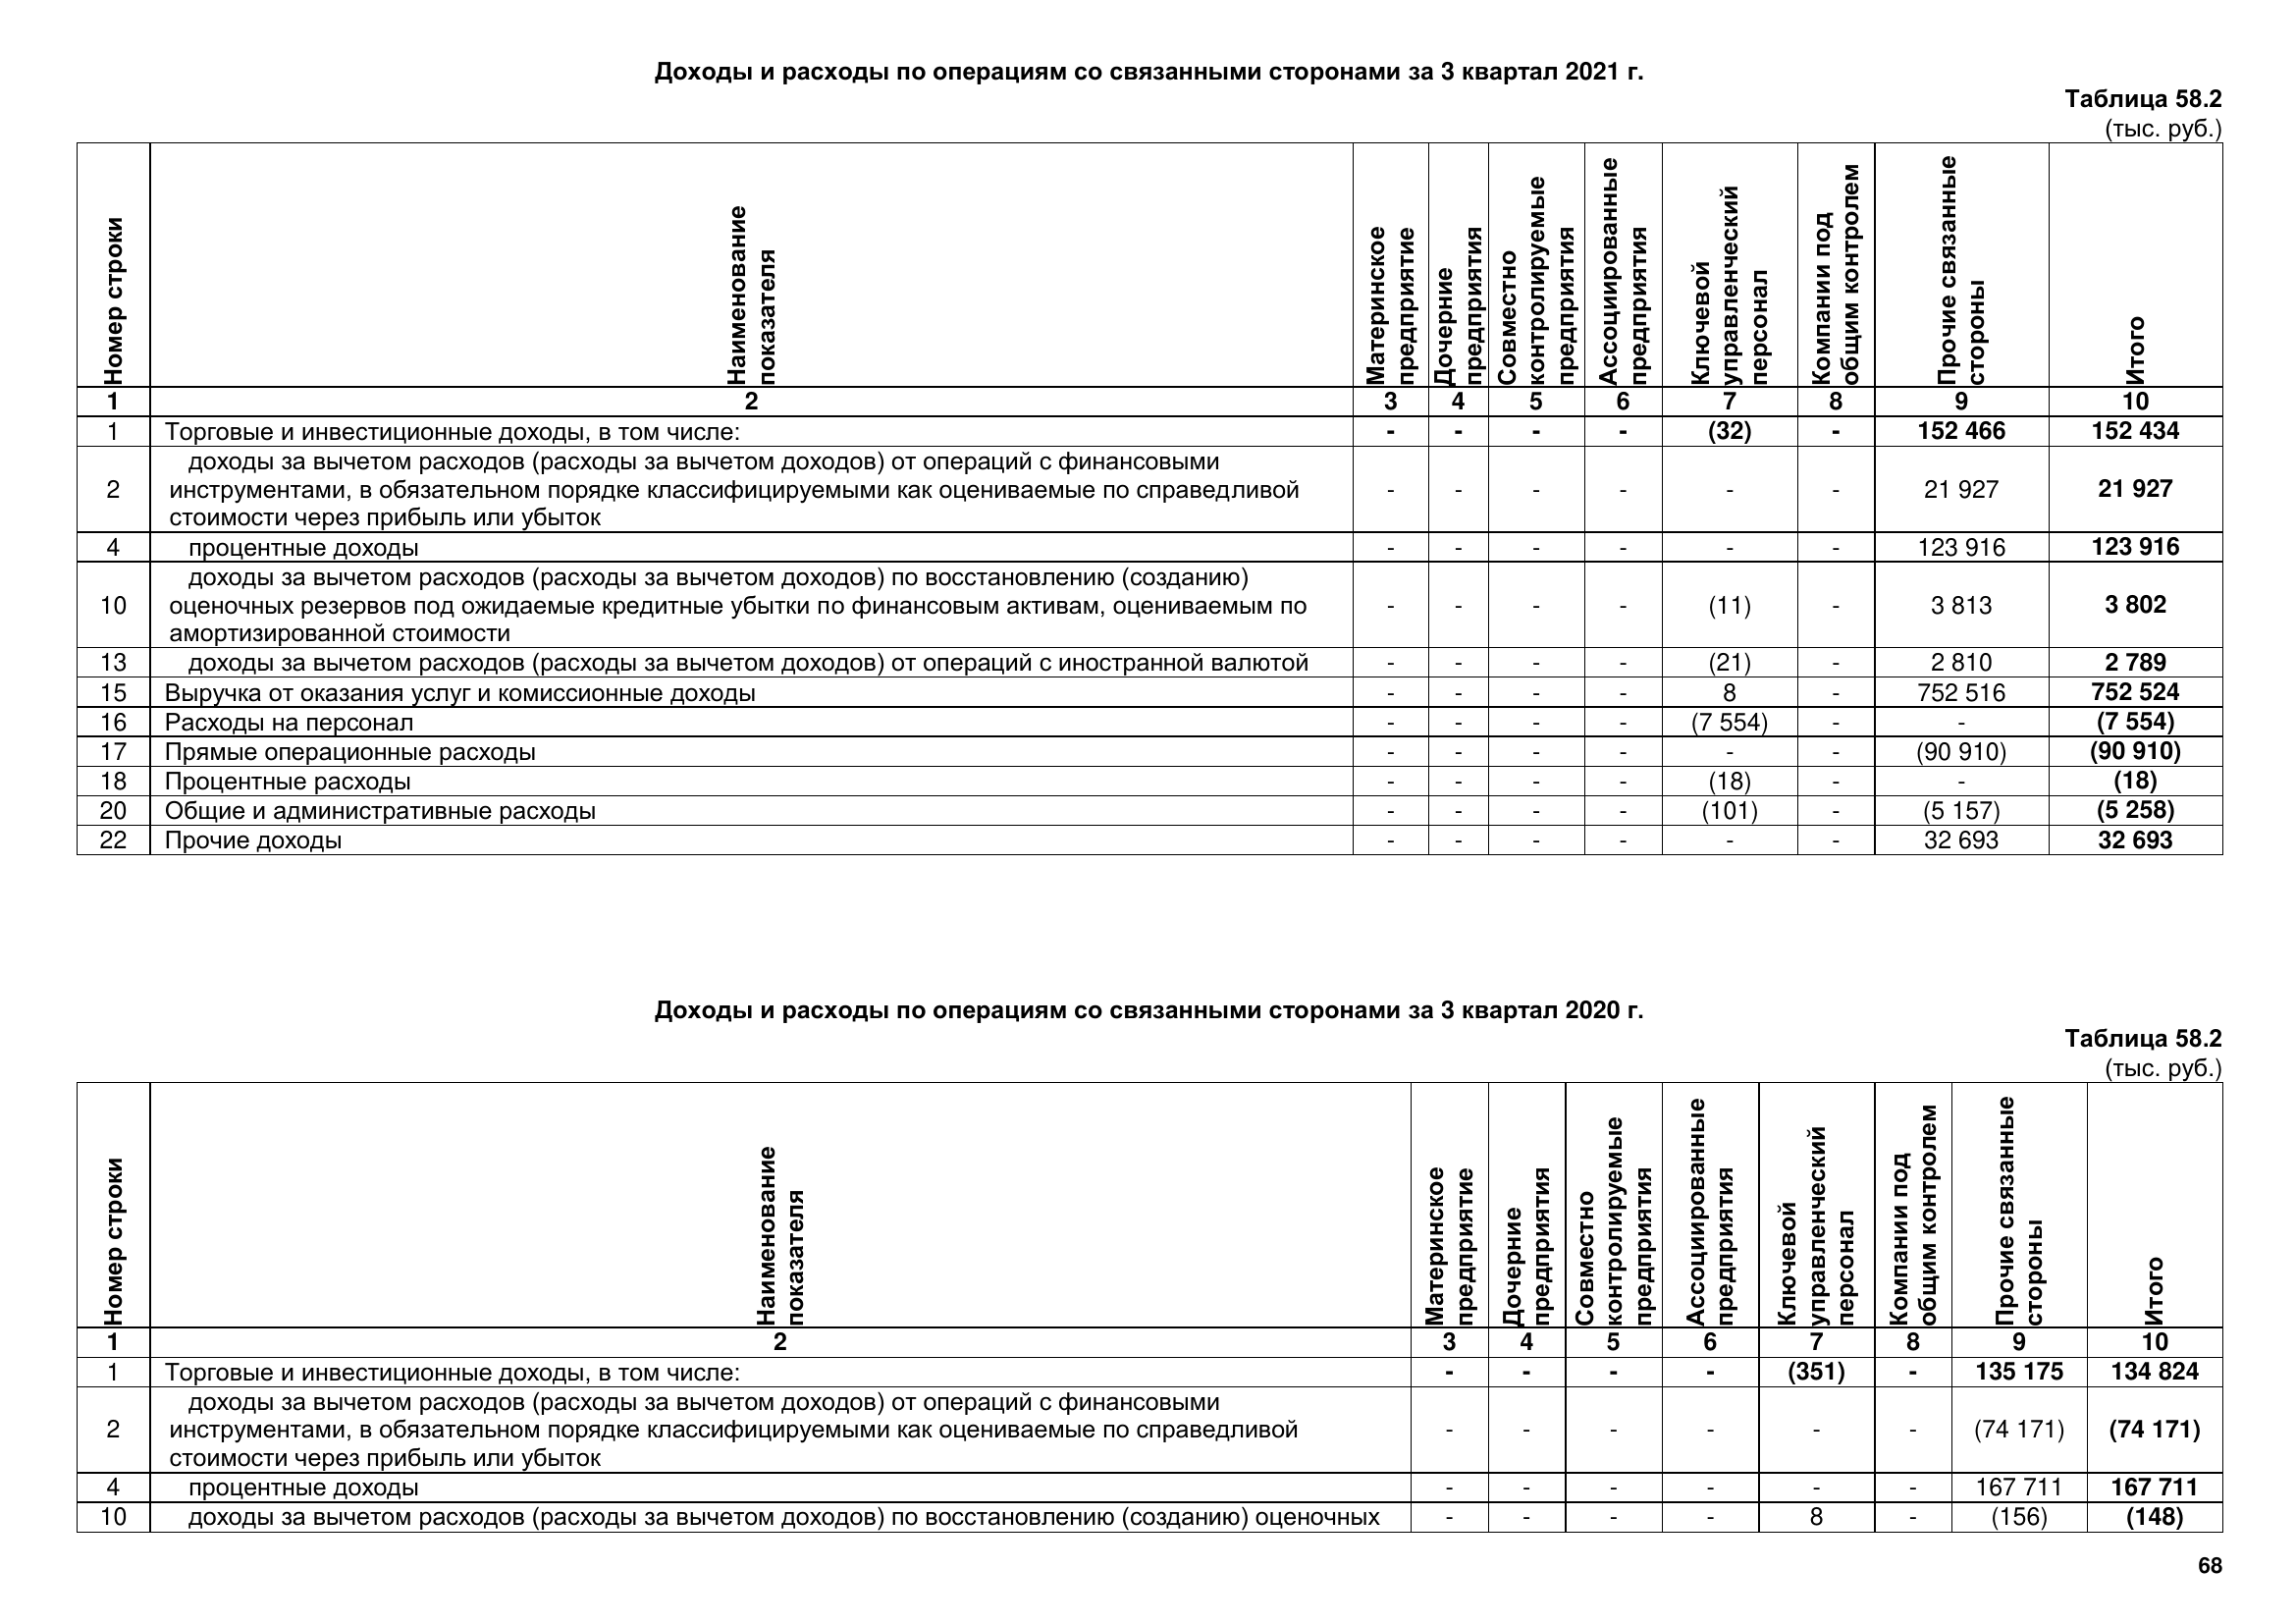 Доходы и расходы по операциям со связанными сторонами за 3 квартал 2021 г.
Таблица 58.2
(тыс. руб.)
Номер строки
Наименование
показателя
Материнское
предприятие
Дочерние
предприятия
Совместно
контролируемые
предприятия
Ассоциированные
предприятия
Ключевой
управленческий
персонал
Компании под
общим контролем
Прочие связанные
стороны
Итого
1 2 3 4 5 6 7 8 9 10
1 Торговые и инвестиционные доходы, в том числе: - - - - (32) - 152 466 152 434
доходы за вычетом расходов (расходы за вычетом доходов) от операций с финансовыми
2 инструментами, в обязательном порядке классифицируемыми как оцениваемые по справедливой - - - - - - 21 927 21 927
стоимости через прибыль или убыток
4 процентные доходы - - - - - - 123 916 123 916
доходы за вычетом расходов (расходы за вычетом доходов) по восстановлению (созданию)
10 оценочных резервов под ожидаемые кредитные убытки по финансовым активам, оцениваемым по - - - - (11) - 3 813 3 802
амортизированной стоимости
13 доходы за вычетом расходов (расходы за вычетом доходов) от операций с иностранной валютой - - - - (21) - 2 810 2 789
15 Выручка от оказания услуг и комиссионные доходы - - - - 8 - 752 516 752 524
16 Расходы на персонал - - - - (7 554) - - (7 554)
17 Прямые операционные расходы - - - - - - (90 910) (90 910)
18 Процентные расходы - - - - (18) - - (18)
20 Общие и административные расходы - - - - (101) - (5 157) (5 258)
22 Прочие доходы - - - - - - 32 693 32 693
Доходы и расходы по операциям со связанными сторонами за 3 квартал 2020 г.
Таблица 58.2
(тыс. руб.)
Номер строки
Наименование
показателя
Материнское
предприятие
Дочерние
предприятия
Совместно
контролируемые
предприятия
Ассоциированные
предприятия
Ключевой
управленческий
персонал
Компании под
общим контролем
Прочие связанные
стороны
Итого
1 2 3 4 5 6 7 8 9 10
1 Торговые и инвестиционные доходы, в том числе: - - - - (351) - 135 175 134 824
доходы за вычетом расходов (расходы за вычетом доходов) от операций с финансовыми
2 инструментами, в обязательном порядке классифицируемыми как оцениваемые по справедливой - - - - - - (74 171) (74 171)
стоимости через прибыль или убыток
4 процентные доходы - - - - - - 167 711 167 711
10 доходы за вычетом расходов (расходы за вычетом доходов) по восстановлению (созданию) оценочных - - - - 8 - (156) (148)
68